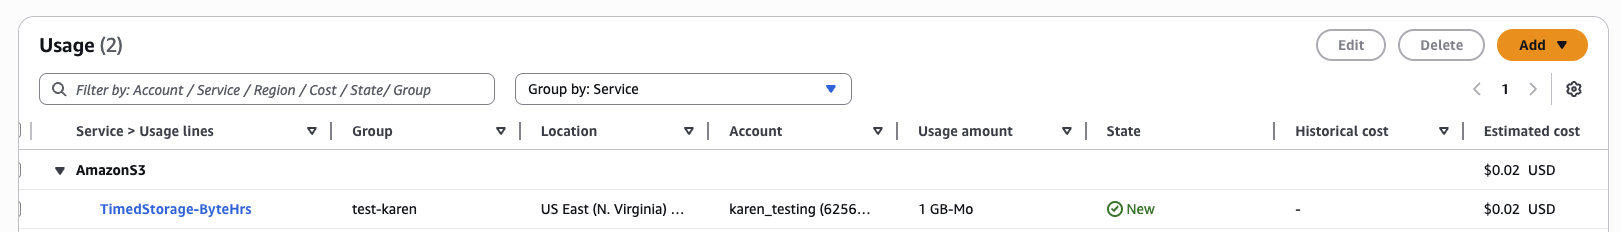 Usage (2)
Edit
Delete
Add
Filter by: Account / Service / Region / Cost / State/ Group
Group by: Service
1
Service > Usage lines Group Location Account Usage amount State Historical cost Estimated cost
AmazonS3 $0.02 USD
TimedStorage-ByteHrs test-karen US East (N. Virginia) ... karen_testing (6256... 1 GB-Mo New - $0.02 USD